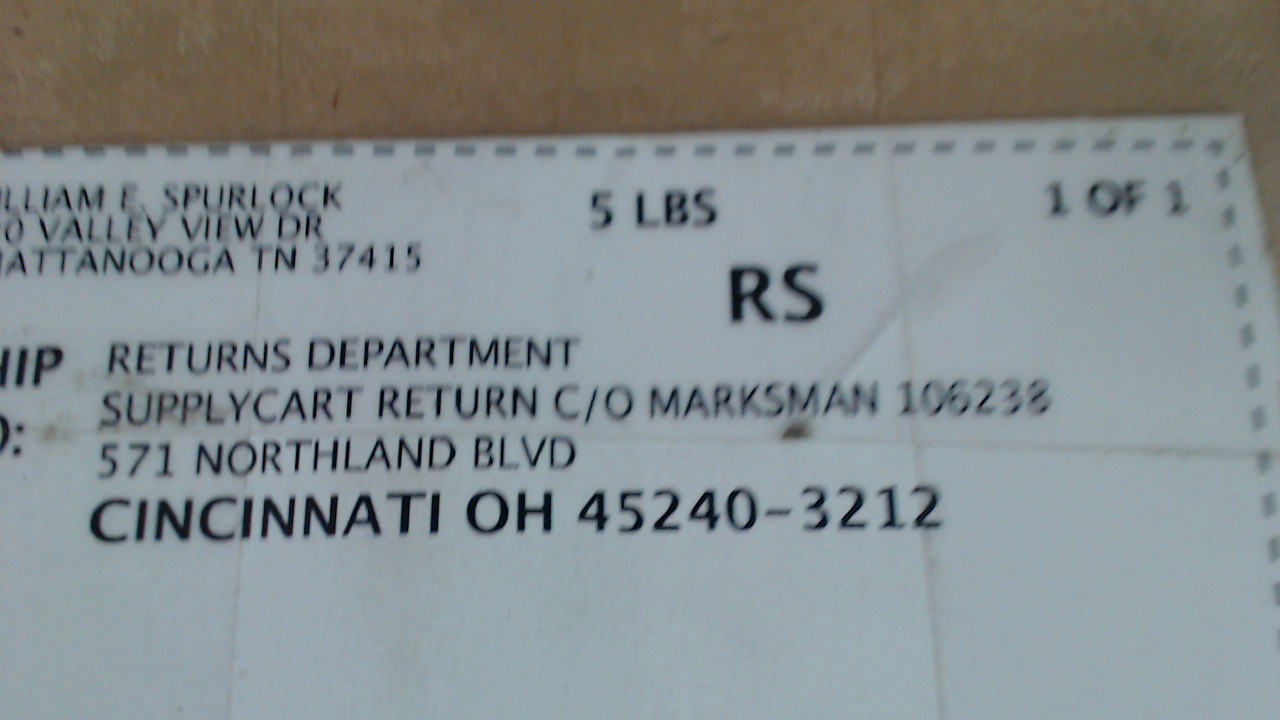 ILLIAM E. SPURLOCK
0 VALLEY VIEW DR
HATTANOOGA TN 37415
5 LBS
1 OF 1
RS
HIP
RETURNS DEPARTMENT
SUPPLYCART RETURN C/O MARKSMAN 106238
O:
571 NORTHLAND BLVD
CINCINNATI OH 45240-3212